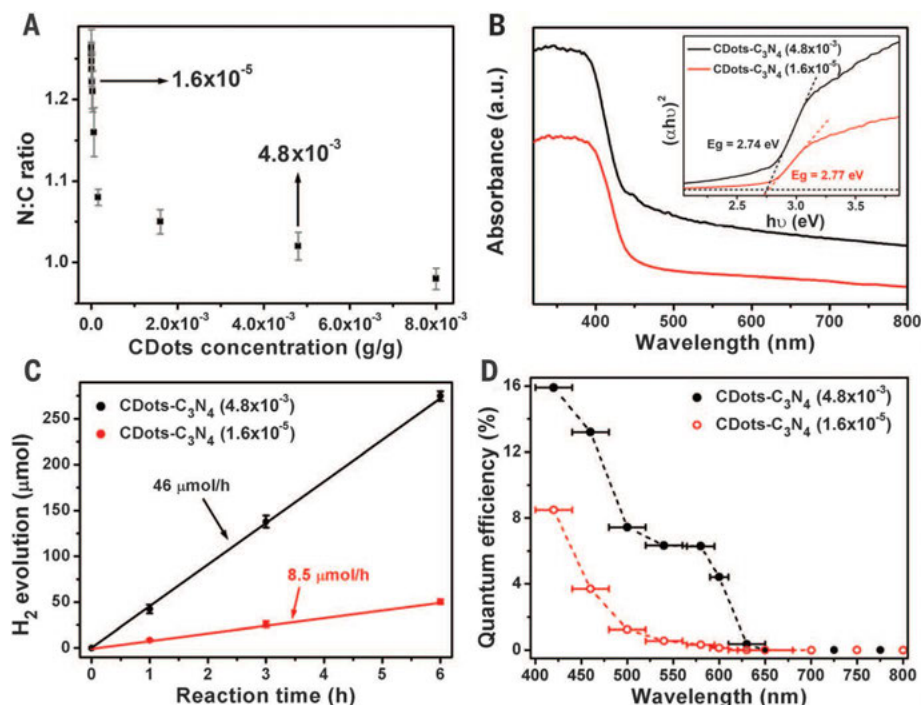 A
N:C ratio
1.2
1.1
1.0
1.6x10⁻⁵
4.8x10⁻³
0.0 2.0x10⁻³ 4.0x10⁻³ 6.0x10⁻³ 8.0x10⁻³
CDots concentration (g/g)
B
Absorbance (a.u.)
CDots-C₃N₄ (4.8x10⁻³)
CDots-C₃N₄ (1.6x10⁻⁵)
(αhυ)²
Eg = 2.74 eV
Eg = 2.77 eV
2.5 3.0 3.5
hυ (eV)
400 500 600 700 800
Wavelength (nm)
C
H₂ evolution (μmol)
250
200
150
100
50
0
CDots-C₃N₄ (4.8x10⁻³)
CDots-C₃N₄ (1.6x10⁻⁵)
46 μmol/h
8.5 μmol/h
0 1 2 3 4 5 6
Reaction time (h)
D
Quantum efficiency (%)
16
12
8
4
0
CDots-C₃N₄ (4.8x10⁻³)
CDots-C₃N₄ (1.6x10⁻⁵)
400 450 500 550 600 650 700 750 800
Wavelength (nm)